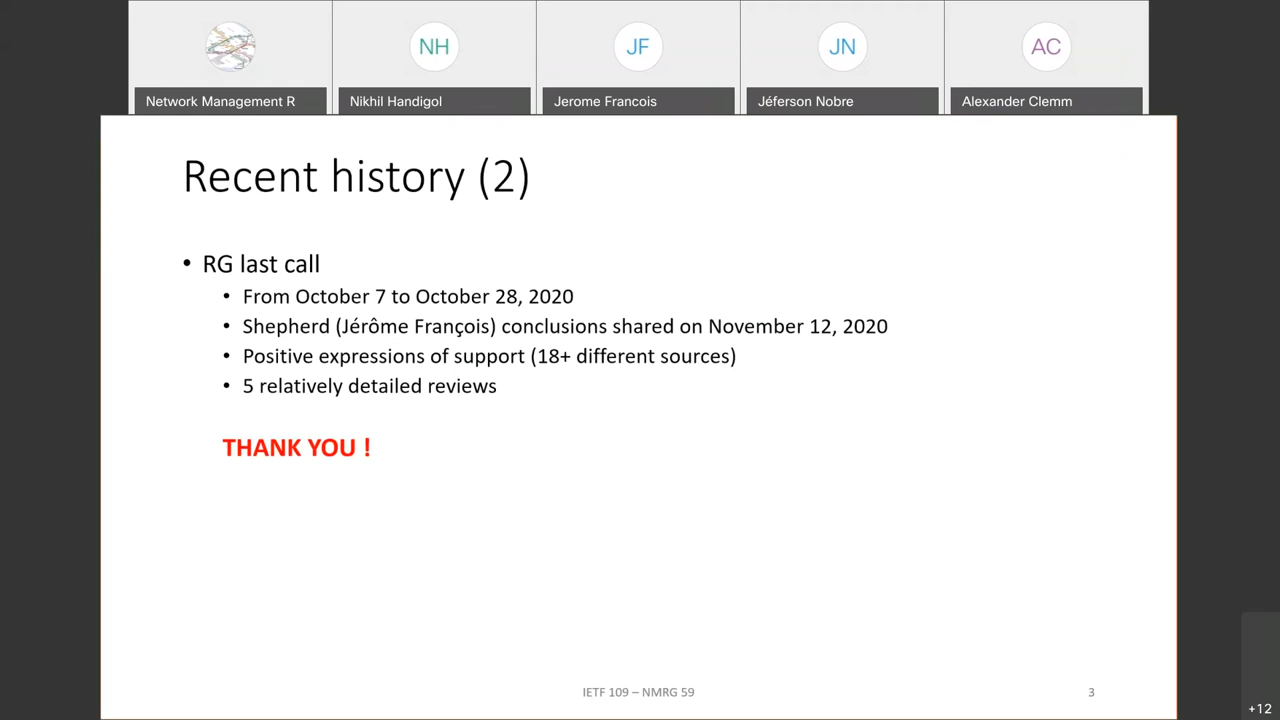 NH
JF
JN
AC
Network Management R
Nikhil Handigol
Jerome Francois
Jéferson Nobre
Alexander Clemm
Recent history (2)
• RG last call
• From October 7 to October 28, 2020
• Shepherd (Jérôme François) conclusions shared on November 12, 2020
• Positive expressions of support (18+ different sources)
• 5 relatively detailed reviews
THANK YOU !
IETF 109 – NMRG 59
3
+12